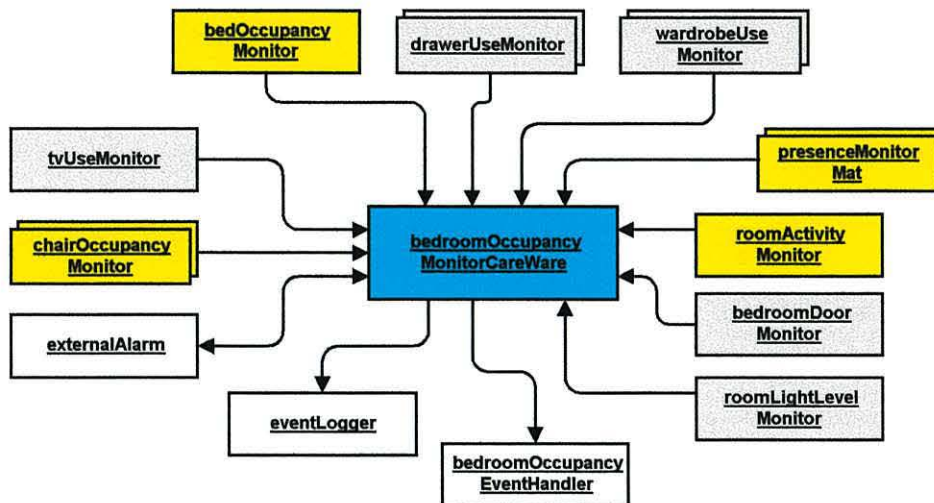 bedOccupancy
Monitor
drawerUseMonitor
wardrobeUse
Monitor
tvUseMonitor
presenceMonitor
Mat
chairOccupancy
Monitor
bedroomOccupancy
MonitorCareWare
roomActivity
Monitor
externalAlarm
bedroomDoor
Monitor
eventLogger
roomLightLevel
Monitor
bedroomOccupancy
EventHandler